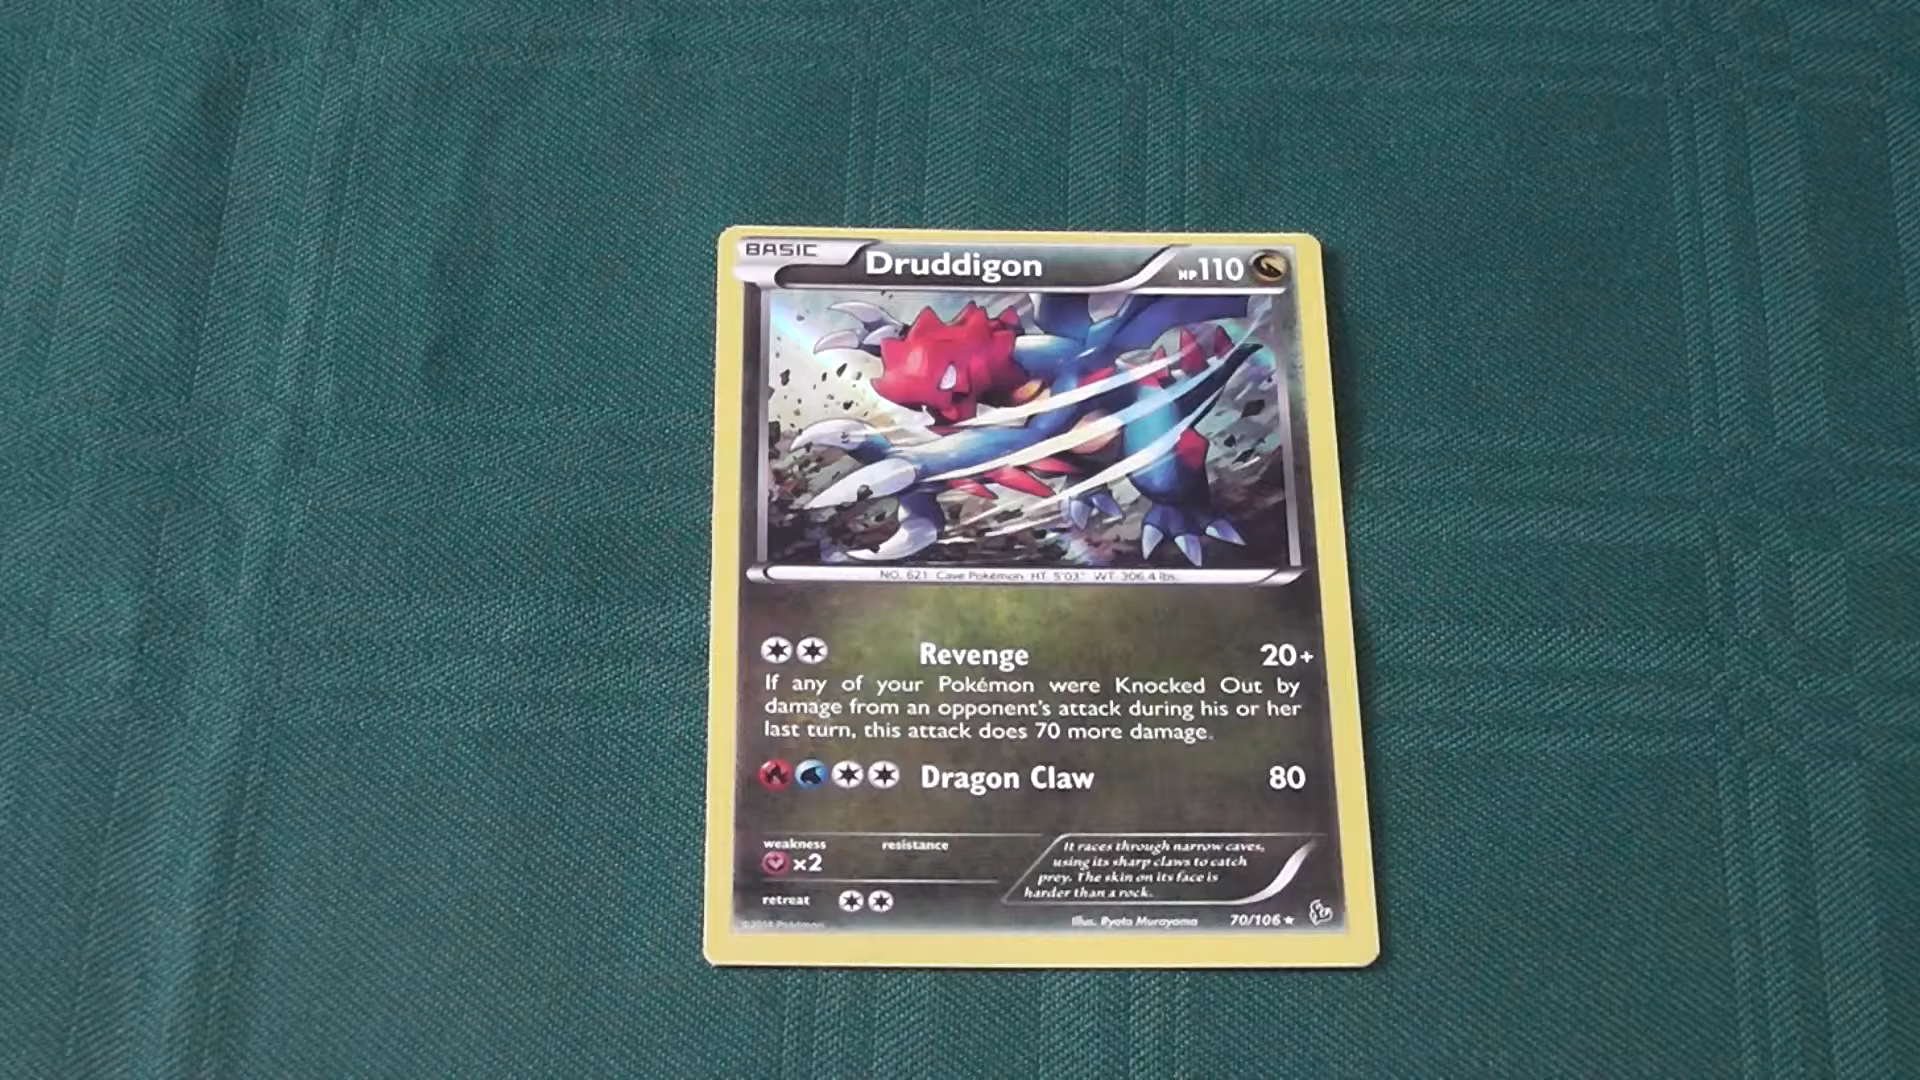 BASIC
Druddigon
HP110
NO. 621 Cave Pokémon HT: 5'03" WT: 306.4 lbs.
Revenge 20+
If any of your Pokémon were Knocked Out by
damage from an opponent's attack during his or her
last turn, this attack does 70 more damage.
Dragon Claw 80
weakness resistance
×2
It races through narrow caves,
using its sharp claws to catch
prey. The skin on its face is
harder than a rock.
retreat
©2014 Pokémon
Illus. Ryota Murayama
70/106 ★